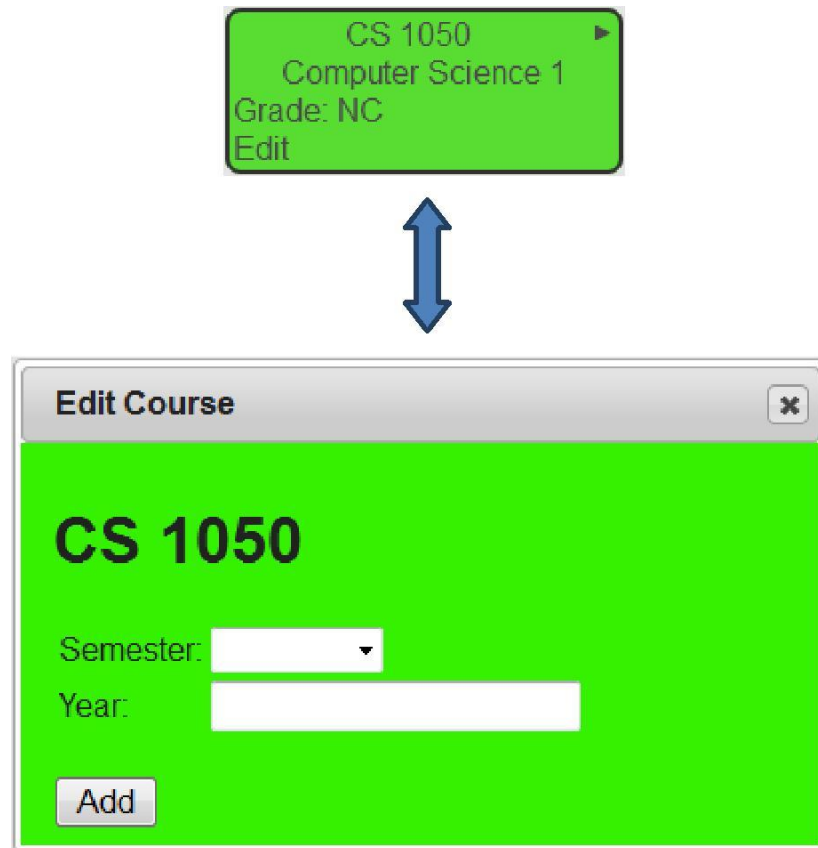 CS 1050
Computer Science 1
Grade: NC
Edit
Edit Course
CS 1050
Semester:
Year:
Add